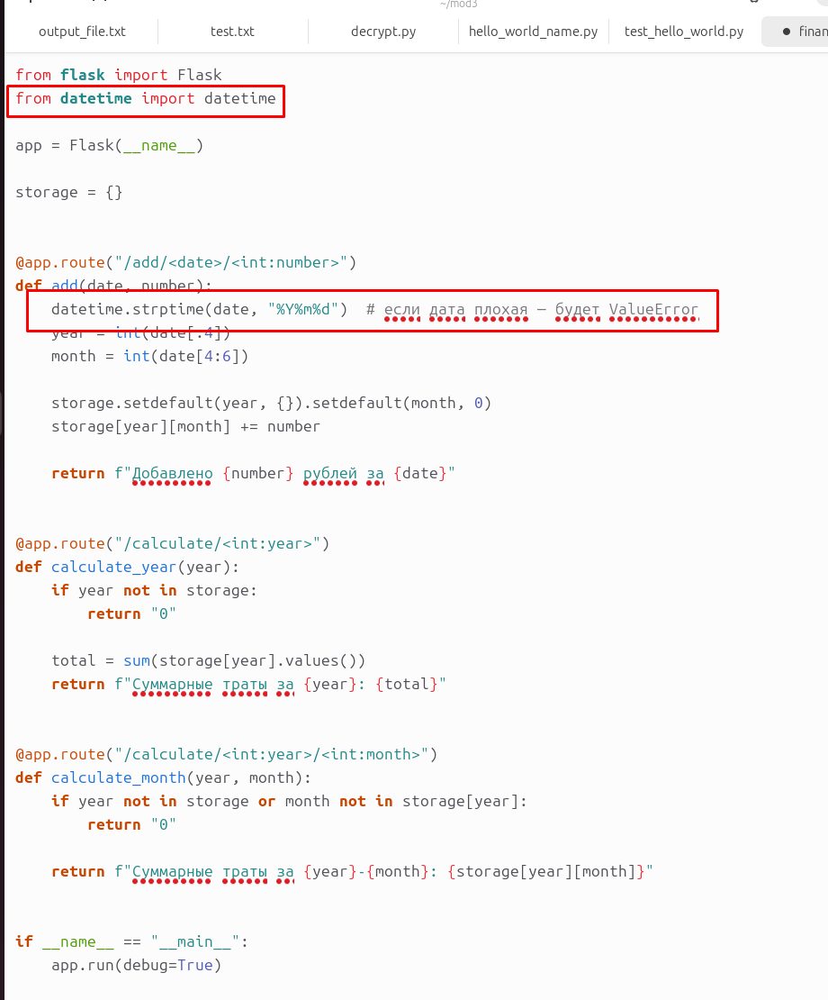 ~/mod3
output_file.txt
test.txt
decrypt.py
hello_world_name.py
test_hello_world.py
finan
from flask import Flask
from datetime import datetime
app = Flask(__name__)
storage = {}
@app.route("/add/<date>/<int:number>")
def add(date, number):
    datetime.strptime(date, "%Y%m%d")  # если дата плохая — будет ValueError
    year = int(date[:4])
    month = int(date[4:6])
    storage.setdefault(year, {}).setdefault(month, 0)
    storage[year][month] += number
    return f"Добавлено {number} рублей за {date}"
@app.route("/calculate/<int:year>")
def calculate_year(year):
    if year not in storage:
        return "0"
    total = sum(storage[year].values())
    return f"Суммарные траты за {year}: {total}"
@app.route("/calculate/<int:year>/<int:month>")
def calculate_month(year, month):
    if year not in storage or month not in storage[year]:
        return "0"
    return f"Суммарные траты за {year}-{month}: {storage[year][month]}"
if __name__ == "__main__":
    app.run(debug=True)